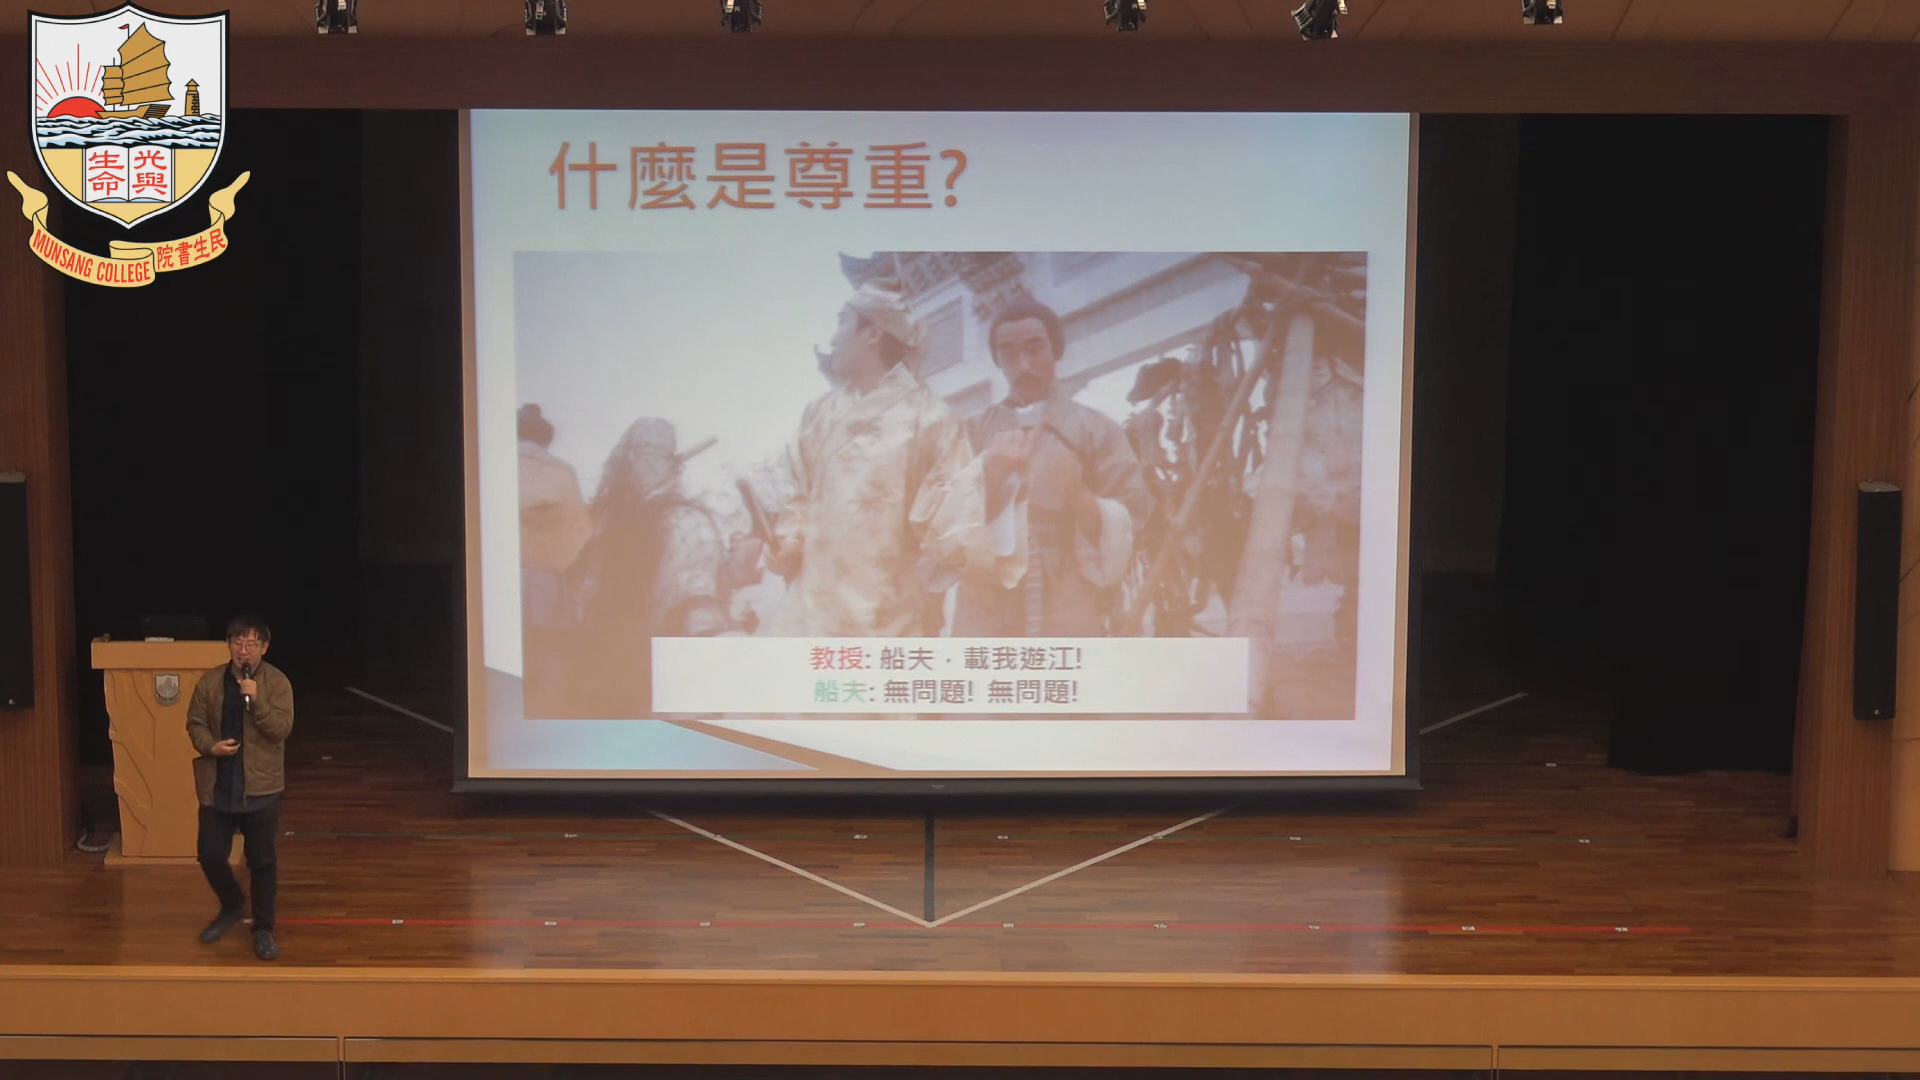 什麼是尊重?
教授: 船夫，載我遊江!
船夫: 無問題! 無問題!
光與
生命
MUNSANG COLLEGE 民生書院